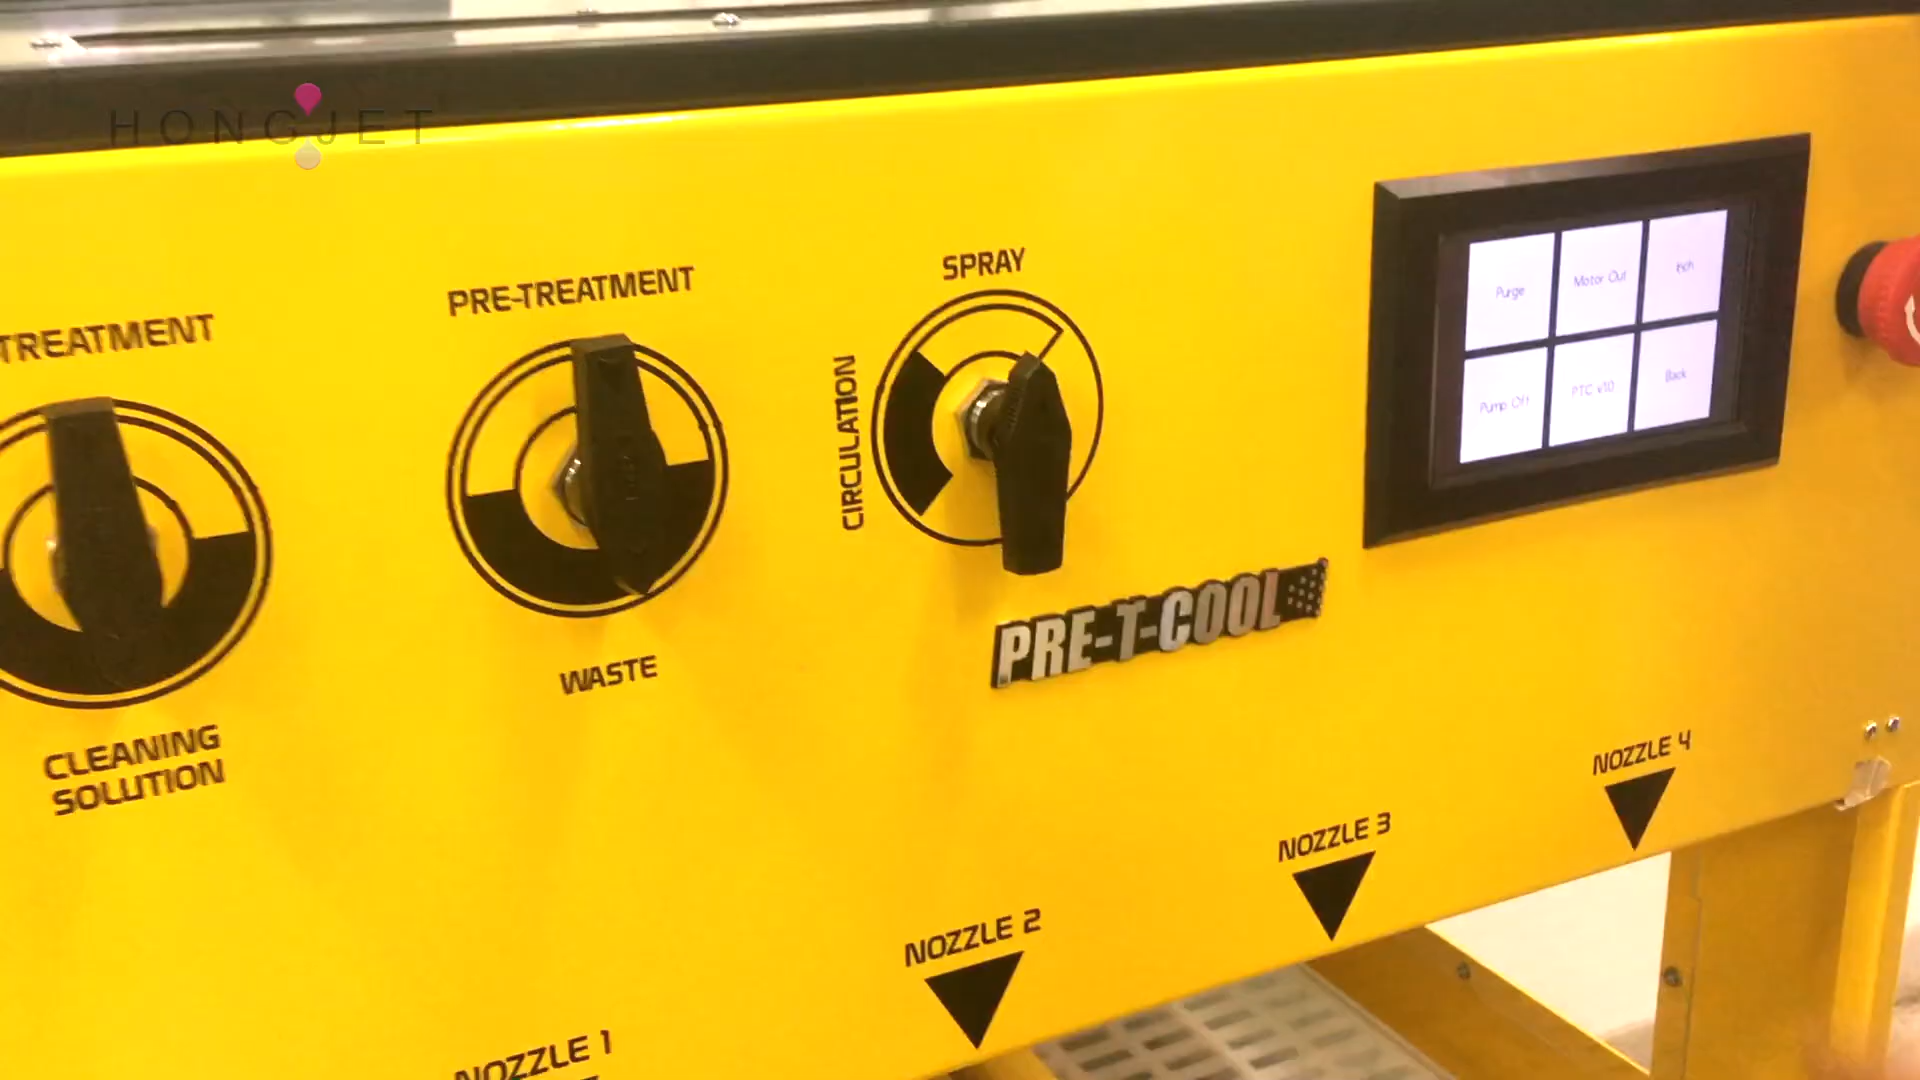 HONGJET
TREATMENT
CLEANING
SOLUTION
PRE-TREATMENT
WASTE
SPRAY
CIRCULATION
PRE-T-COOL
Purge
Motor Out
Inch
Pump Off
PTC v10
Back
NOZZLE 1
NOZZLE 2
NOZZLE 3
NOZZLE 4